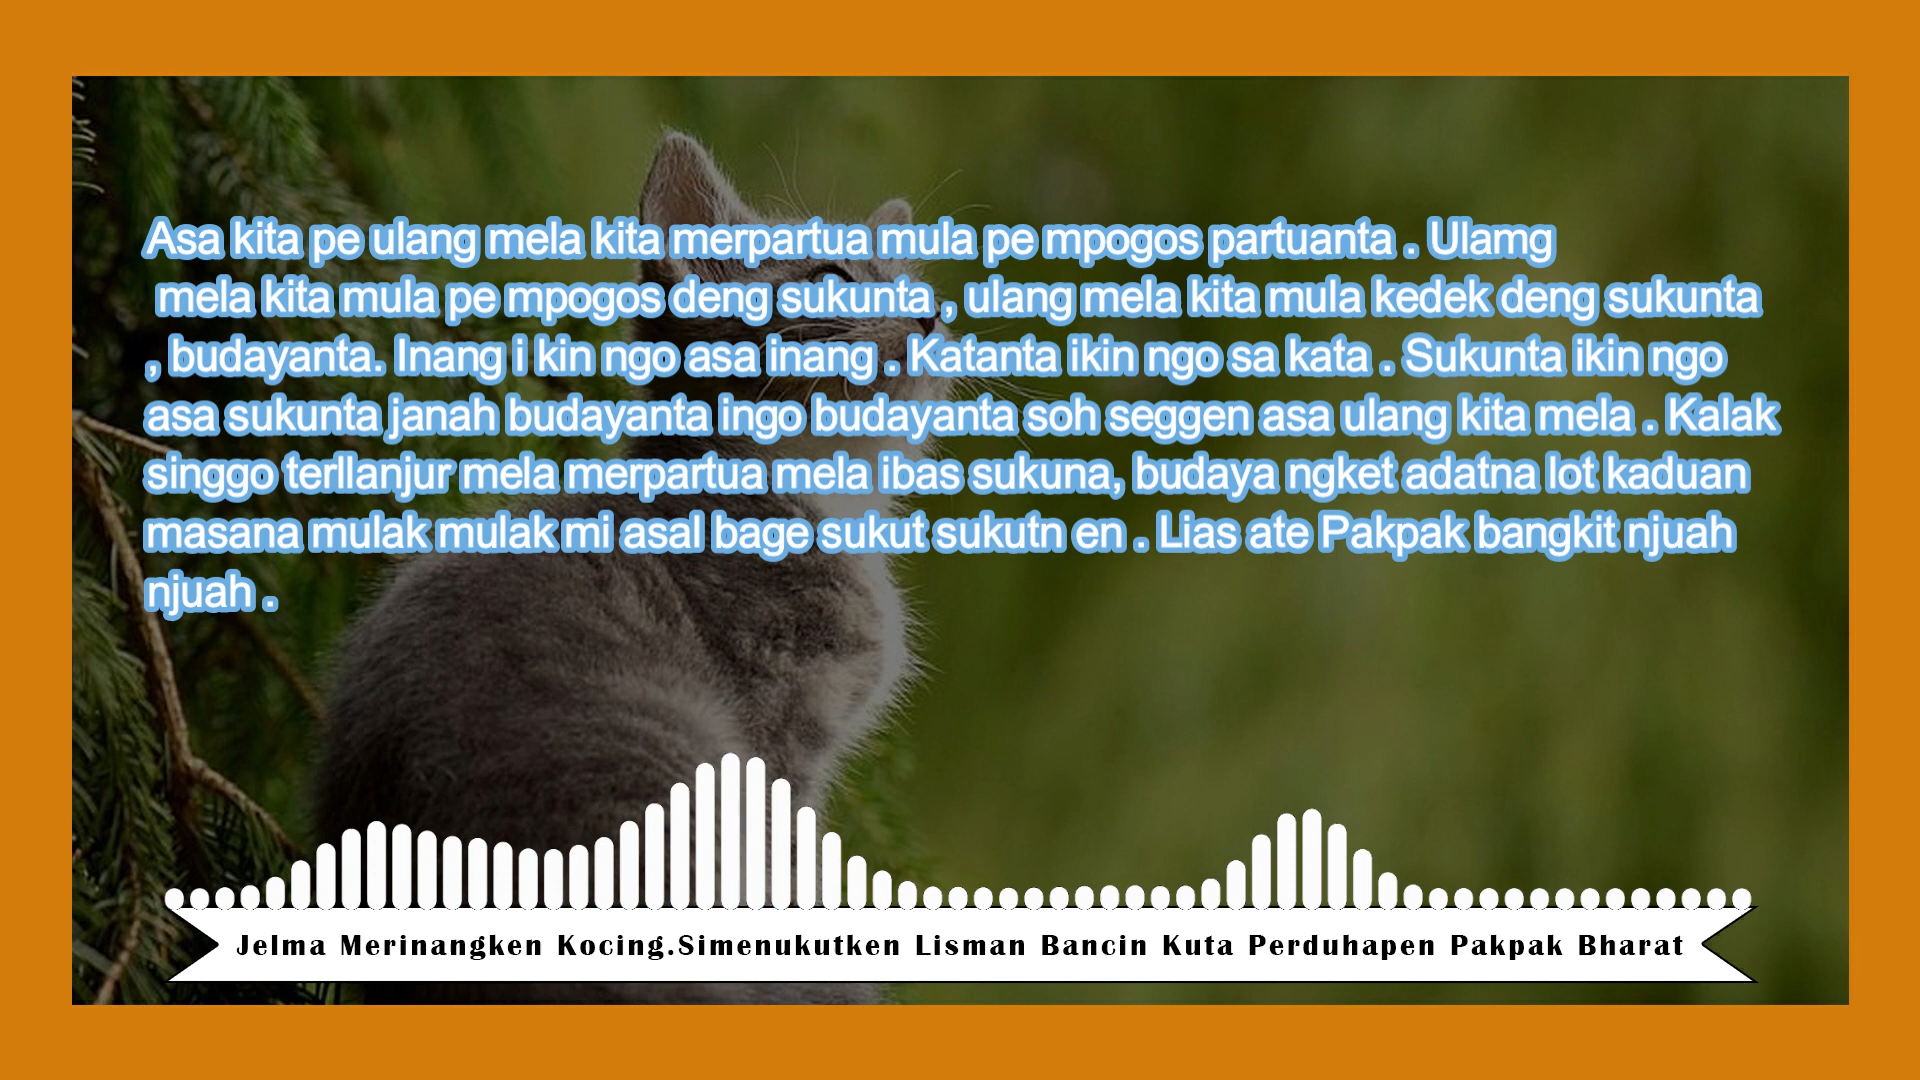 Asa kita pe ulang mela kita merpartua mula pe mpogos partuanta . Ulamg
mela kita mula pe mpogos deng sukunta , ulang mela kita mula kedek deng sukunta
, budayanta. Inang i kin ngo asa inang . Katanta ikin ngo sa kata . Sukunta ikin ngo
asa sukunta janah budayanta ingo budayanta soh seggen asa ulang kita mela . Kalak
singgo terllanjur mela merpartua mela ibas sukuna, budaya ngket adatna lot kaduan
masana mulak mulak mi asal bage sukut sukutn en . Lias ate Pakpak bangkit njuah
njuah .
Jelma Merinangken Kocing.Simenukutken Lisman Bancin Kuta Perduhapen Pakpak Bharat